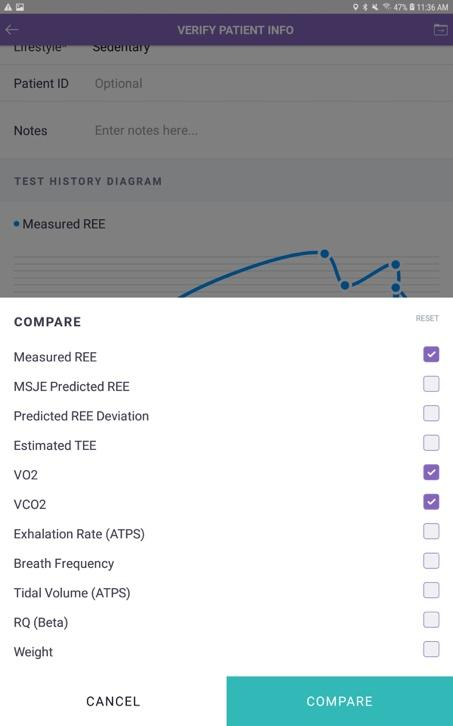 47% 11:36 AM
VERIFY PATIENT INFO
Lifestyle* Sedentary
Patient ID Optional
Notes Enter notes here...
TEST HISTORY DIAGRAM
Measured REE
COMPARE RESET
Measured REE
MSJE Predicted REE
Predicted REE Deviation
Estimated TEE
VO2
VCO2
Exhalation Rate (ATPS)
Breath Frequency
Tidal Volume (ATPS)
RQ (Beta)
Weight
CANCEL COMPARE